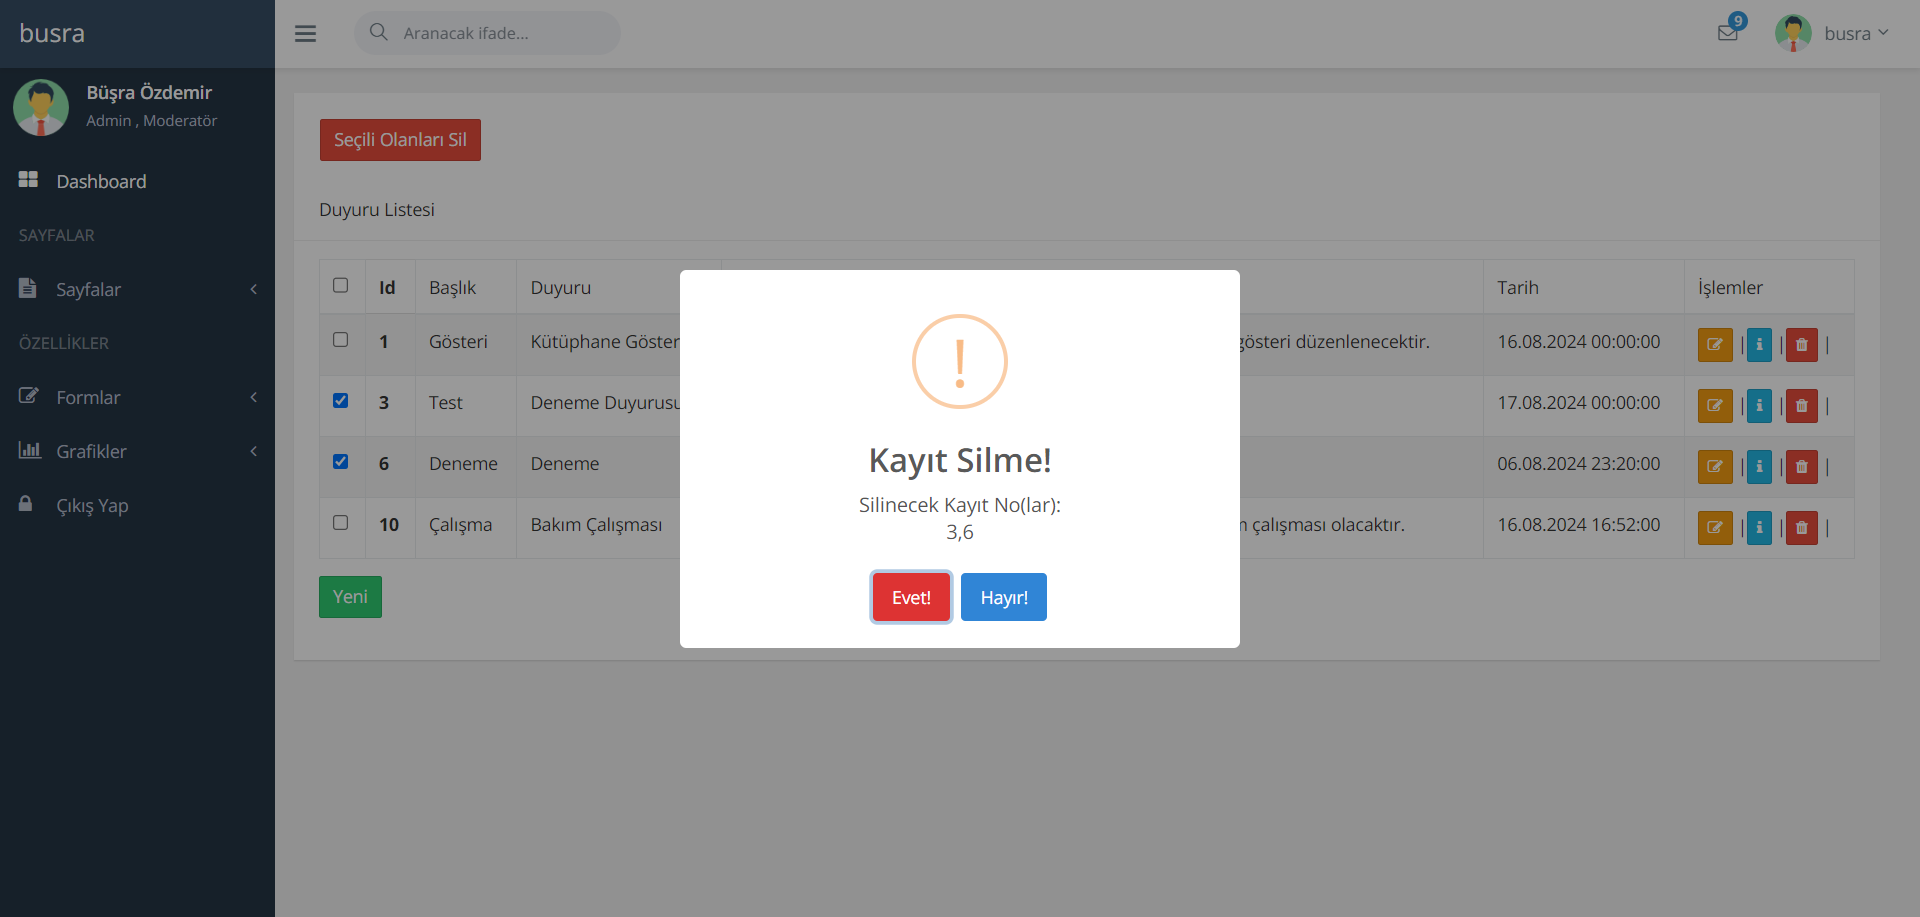 busra
Aranacak ifade...
9
busra
Büşra Özdemir
Admin , Moderatör
Dashboard
SAYFALAR
Sayfalar
ÖZELLİKLER
Formlar
Grafikler
Çıkış Yap
Seçili Olanları Sil
Duyuru Listesi
Id Başlık Duyuru Tarih İşlemler
1 Gösteri Kütüphane gösteri düzenlenecektir. 16.08.2024 00:00:00 | | |
3 Test Deneme Duyurusu 17.08.2024 00:00:00 | | |
6 Deneme Deneme 06.08.2024 23:20:00 | | |
10 Çalışma Bakım Çalışması çalışması olacaktır. 16.08.2024 16:52:00 | | |
Yeni
Kayıt Silme!
Silinecek Kayıt No(lar):
3,6
Evet! Hayır!